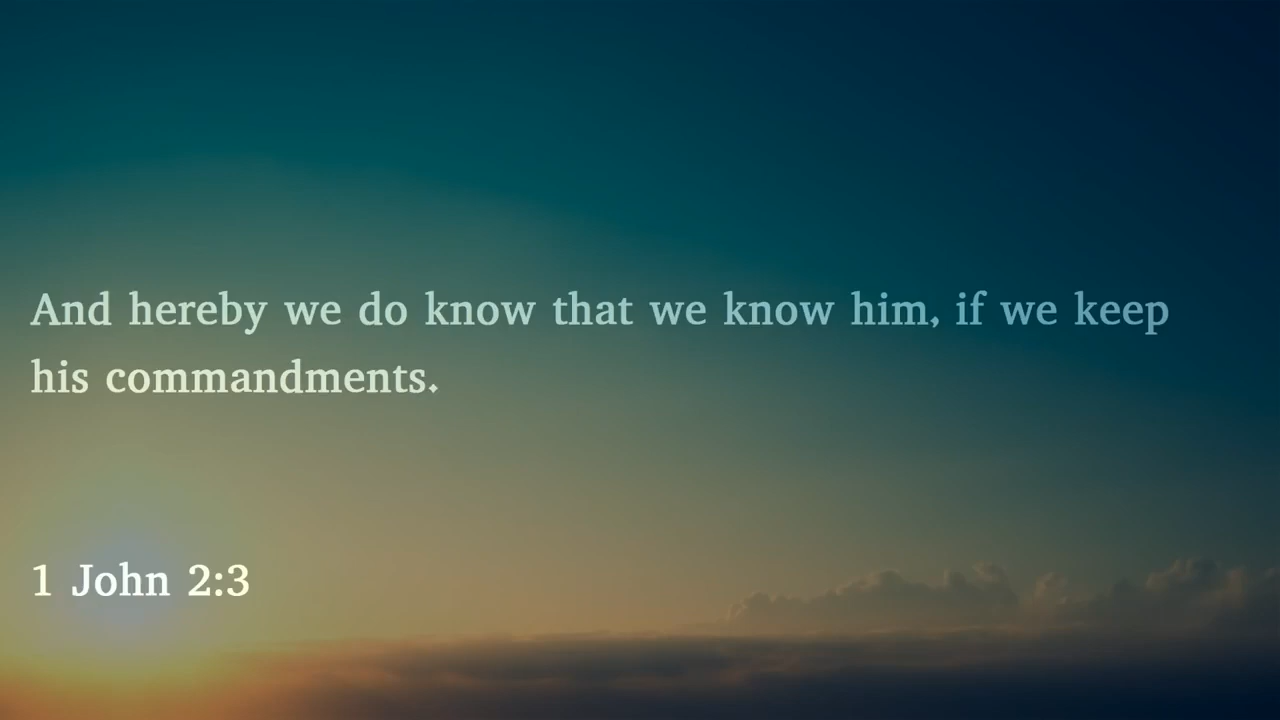 And hereby we do know that we know him, if we keep
his commandments.
1 John 2:3